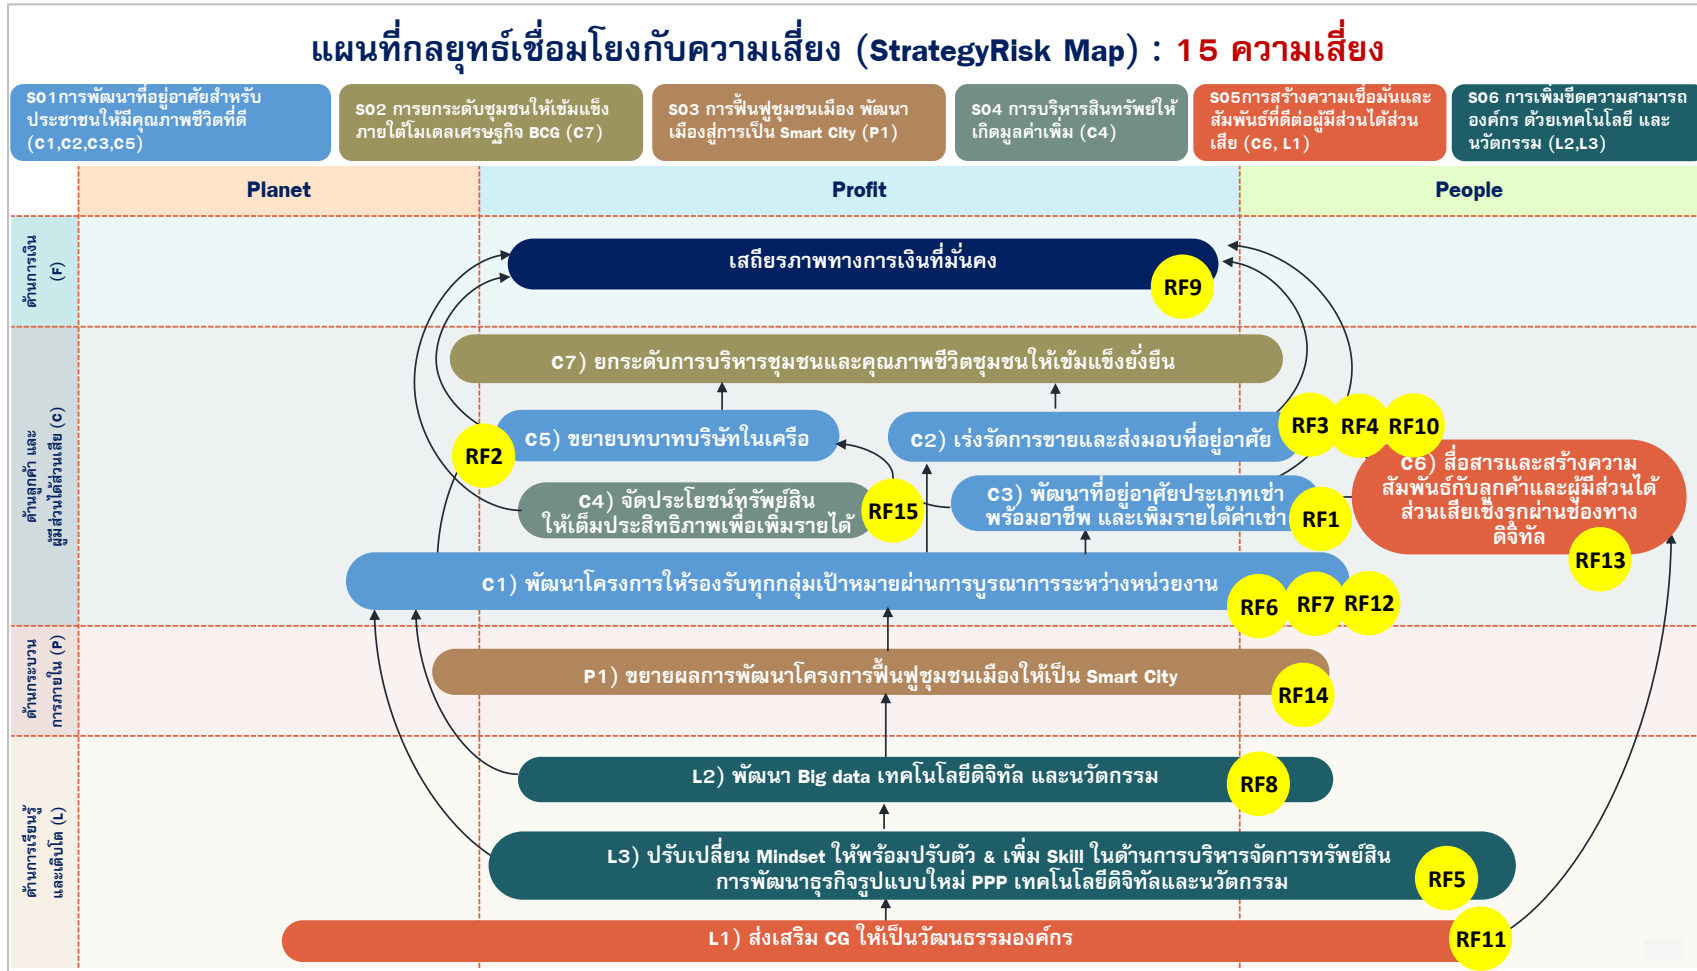 แผนที่กลยุทธ์เชื่อมโยงกับความเสี่ยง (StrategyRisk Map) : 15 ความเสี่ยง
SO1การพัฒนาที่อยู่อาศัยสำหรับ
ประชาชนให้มีคุณภาพชีวิตที่ดี
(C1,C2,C3,C5)
SO2 การยกระดับชุมชนให้เข้มแข็ง
ภายใต้โมเดลเศรษฐกิจ BCG (C7)
SO3 การฟื้นฟูชุมชนเมือง พัฒนา
เมืองสู่การเป็น Smart City (P1)
SO4 การบริหารสินทรัพย์ให้
เกิดมูลค่าเพิ่ม (C4)
SO5การสร้างความเชื่อมั่นและ
สัมพันธ์ที่ดีต่อผู้มีส่วนได้ส่วน
เสีย (C6, L1)
SO6 การเพิ่มขีดความสามารถ
องค์กร ด้วยเทคโนโลยี และ
นวัตกรรม (L2,L3)
Planet
Profit
People
ด้านการเงิน
(F)
เสถียรภาพทางการเงินที่มั่นคง
RF9
ด้านลูกค้า และ
ผู้มีส่วนได้ส่วนเสีย (C)
C7) ยกระดับการบริหารชุมชนและคุณภาพชีวิตชุมชนให้เข้มแข็งยั่งยืน
C5) ขยายบทบาทบริษัทในเครือ
RF2
C2) เร่งรัดการขายและส่งมอบที่อยู่อาศัย
RF3
RF4
RF10
C4) จัดประโยชน์ทรัพย์สิน
ให้เต็มประสิทธิภาพเพื่อเพิ่มรายได้
RF15
C3) พัฒนาที่อยู่อาศัยประเภทเช่า
พร้อมอาชีพ และเพิ่มรายได้ค่าเช่า
RF1
C6) สื่อสารและสร้างความ
สัมพันธ์กับลูกค้าและผู้มีส่วนได้
ส่วนเสียเชิงรุกผ่านช่องทาง
ดิจิทัล
RF13
C1) พัฒนาโครงการให้รองรับทุกกลุ่มเป้าหมายผ่านการบูรณาการระหว่างหน่วยงาน
RF6
RF7
RF12
ด้านกระบวน
การภายใน (P)
P1) ขยายผลการพัฒนาโครงการฟื้นฟูชุมชนเมืองให้เป็น Smart City
RF14
ด้านการเรียนรู้
และเติบโต (L)
L2) พัฒนา Big data เทคโนโลยีดิจิทัล และนวัตกรรม
RF8
L3) ปรับเปลี่ยน Mindset ให้พร้อมปรับตัว & เพิ่ม Skill ในด้านการบริหารจัดการทรัพย์สิน
การพัฒนาธุรกิจรูปแบบใหม่ PPP เทคโนโลยีดิจิทัลและนวัตกรรม
RF5
L1) ส่งเสริม CG ให้เป็นวัฒนธรรมองค์กร
RF11